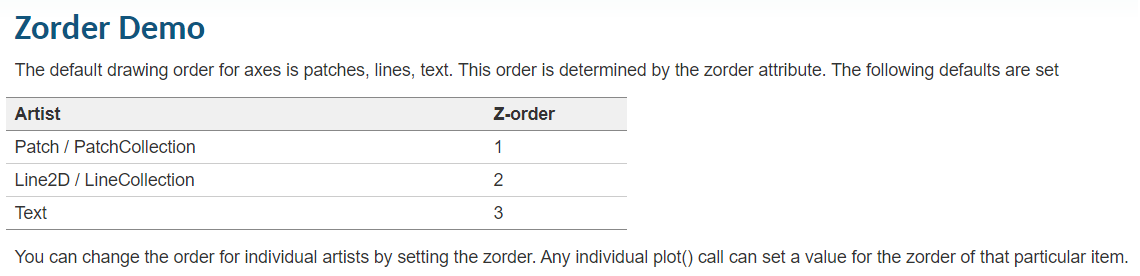 Zorder Demo
The default drawing order for axes is patches, lines, text. This order is determined by the zorder attribute. The following defaults are set
Artist Z-order
Patch / PatchCollection 1
Line2D / LineCollection 2
Text 3
You can change the order for individual artists by setting the zorder. Any individual plot() call can set a value for the zorder of that particular item.